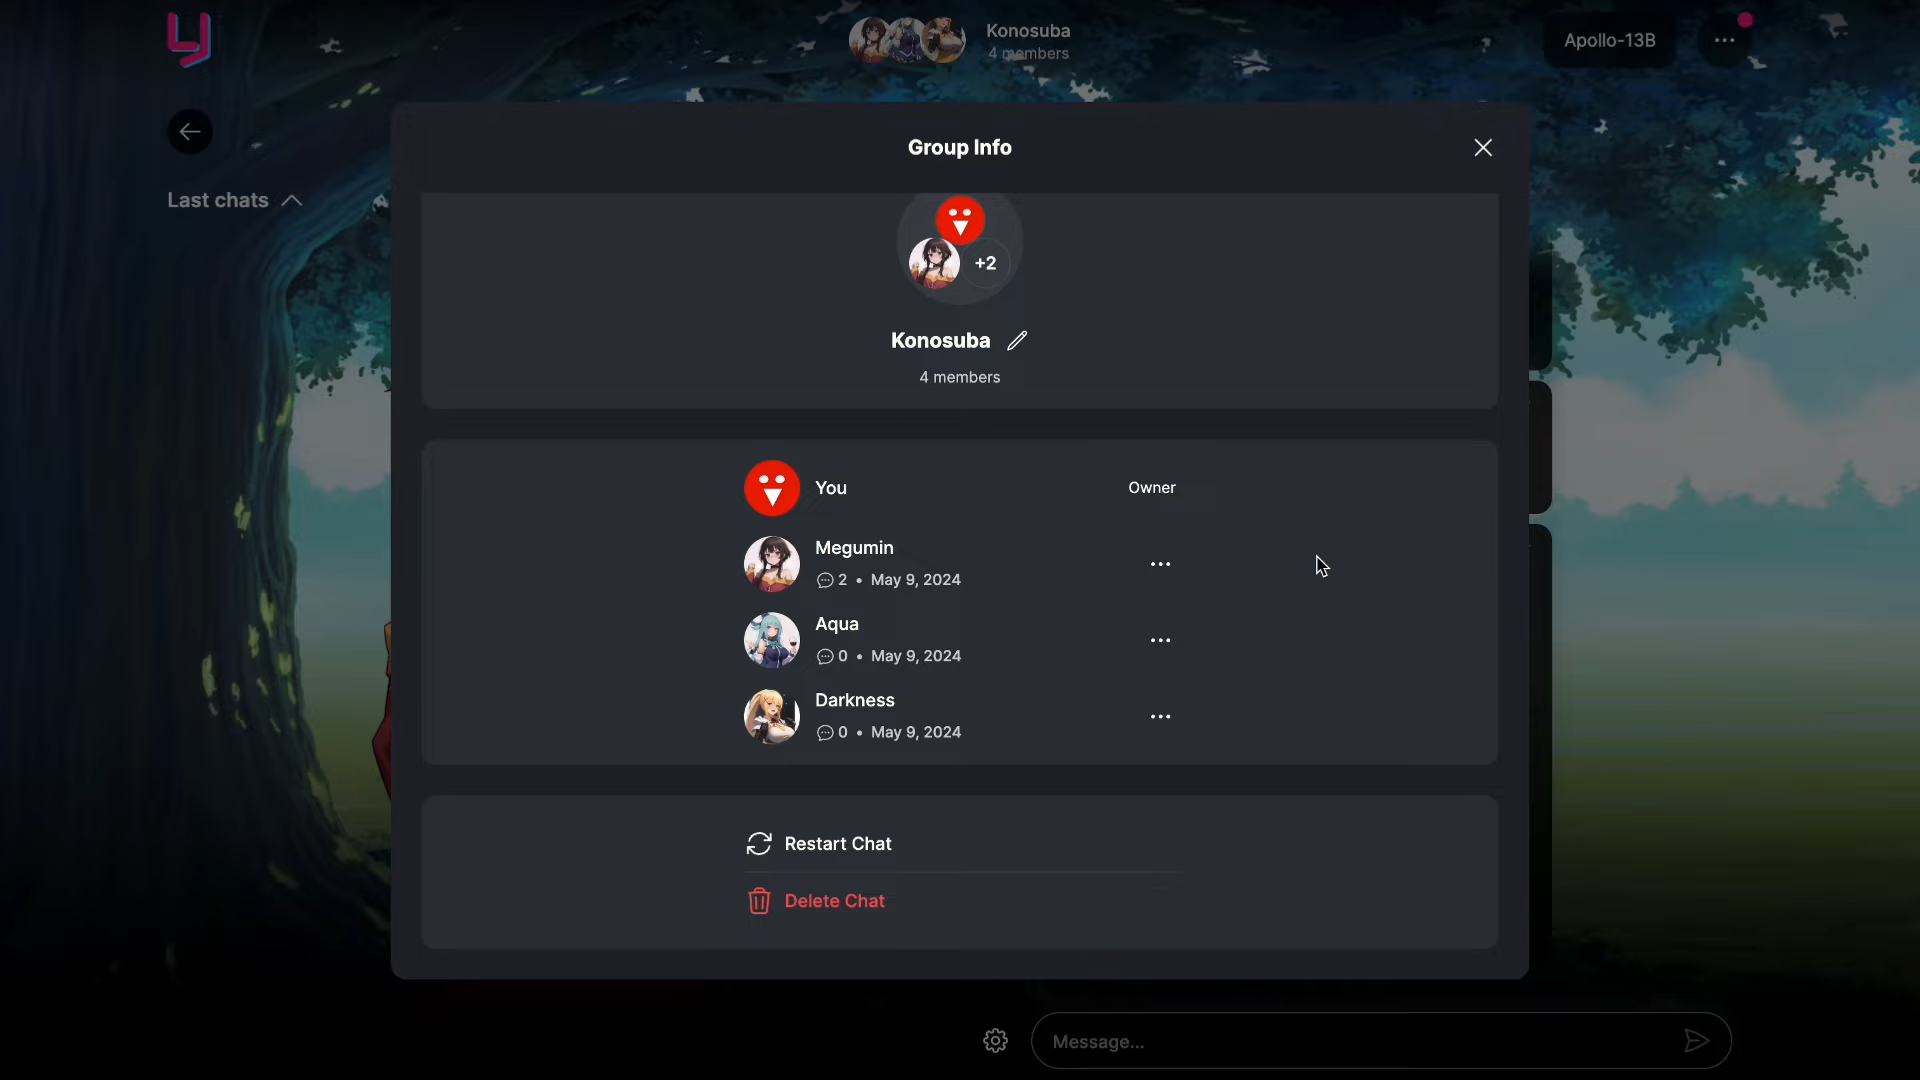 Konosuba
4 members
Apollo-13B
Last chats
Group Info
+2
Konosuba
4 members
You
Owner
Megumin
2 • May 9, 2024
Aqua
0 • May 9, 2024
Darkness
0 • May 9, 2024
Restart Chat
Delete Chat
Message...